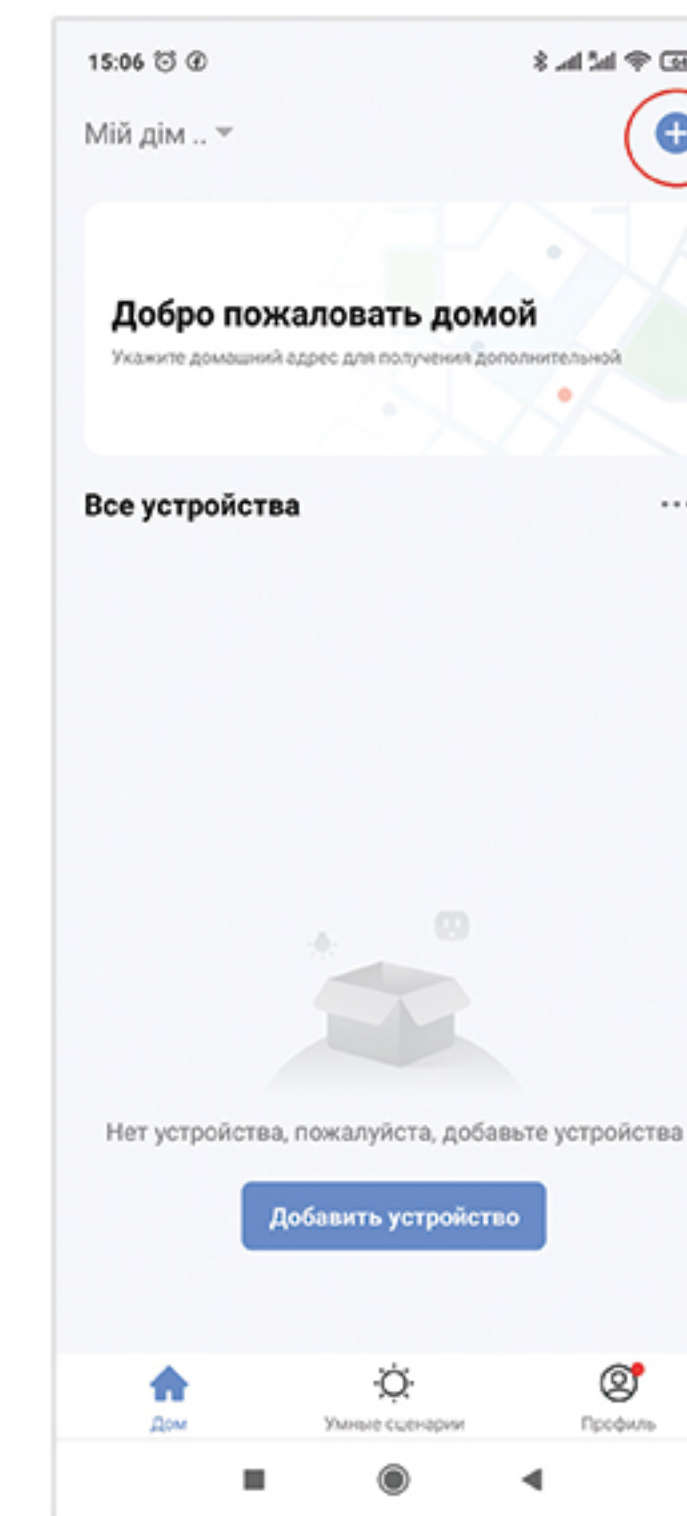 15:06
Мій дім ..
Добро пожаловать домой
Укажите домашний адрес для получения дополнительной
Все устройства
Нет устройства, пожалуйста, добавьте устройства
Добавить устройство
Дом
Умные сценарии
Профиль